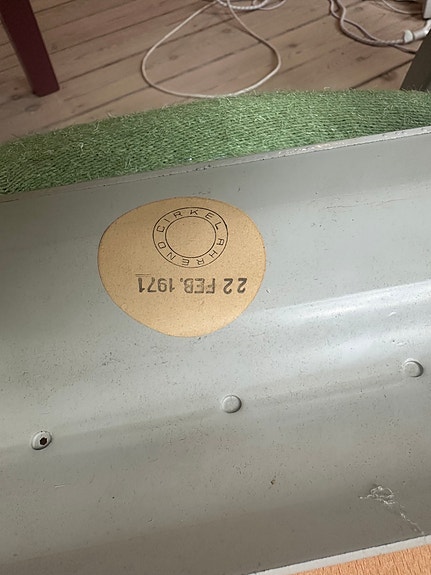 AHREND CIRKEL
22 FEB. 1971